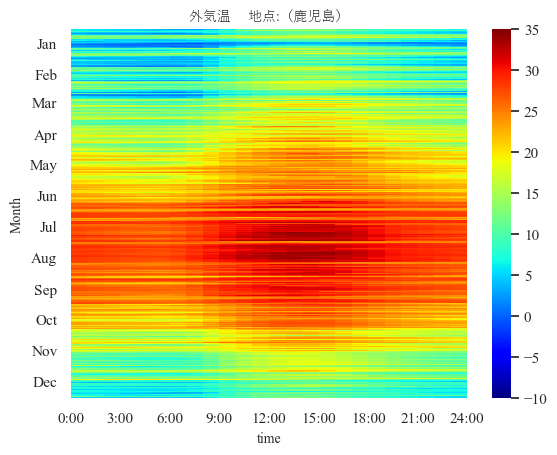 外気温　地点:（鹿児島）
Month
Jan
Feb
Mar
Apr
May
Jun
Jul
Aug
Sep
Oct
Nov
Dec
0:00 3:00 6:00 9:00 12:00 15:00 18:00 21:00 24:00
time
35
30
25
20
15
10
5
0
−5
−10